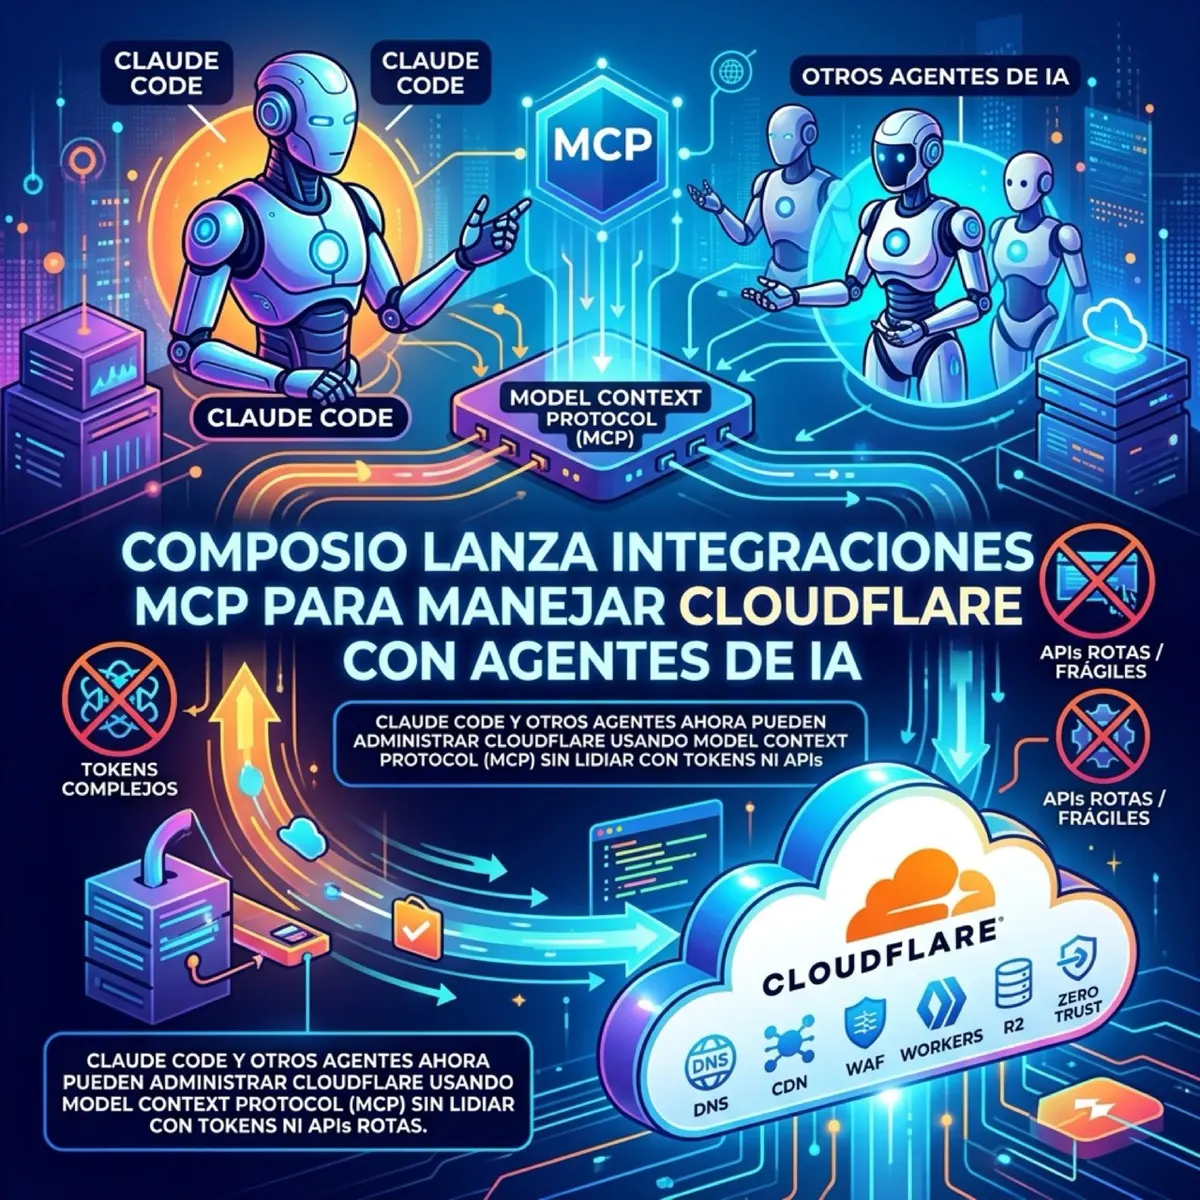 CLAUDE
CODE
CLAUDE
CODE
MCP
OTROS AGENTES DE IA
CLAUDE CODE
MODEL CONTEXT
PROTOCOL
(MCP)
COMPOSIO LANZA INTEGRACIONES
MCP PARA MANEJAR CLOUDFLARE
CON AGENTES DE IA
APIs ROTAS /
FRÁGILES
TOKENS
COMPLEJOS
CLAUDE CODE Y OTROS AGENTES AHORA PUEDEN
ADMINISTRAR CLOUDFLARE USANDO MODEL CONTEXT
PROTOCOL (MCP) SIN LIDIAR CON TOKENS NI APIs
APIs ROTAS /
FRÁGILES
CLOUDFLARE
DNS
DNS
CDN
WAF
WORKERS
R2
ZERO
TRUST
CLAUDE CODE Y OTROS AGENTES AHORA
PUEDEN ADMINISTRAR CLOUDFLARE USANDO
MODEL CONTEXT PROTOCOL (MCP) SIN LIDIAR
CON TOKENS NI APIs ROTAS.